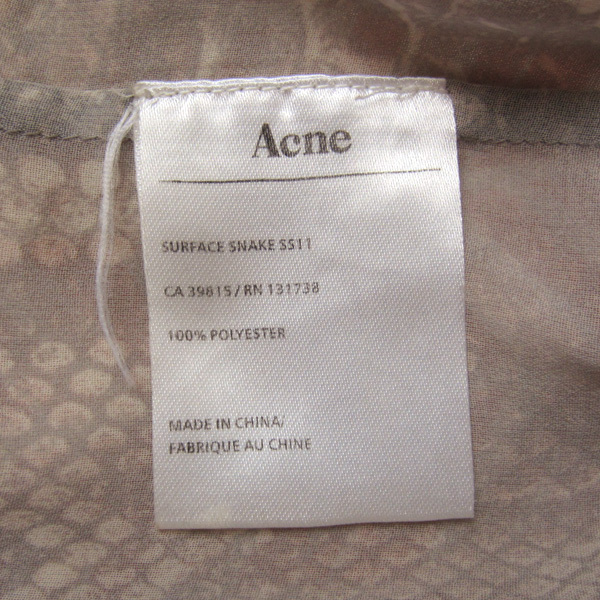 Acne
SURFACE SNAKE SS11
CA 39815 / RN 131738
100% POLYESTER
MADE IN CHINA/
FABRIQUE AU CHINE